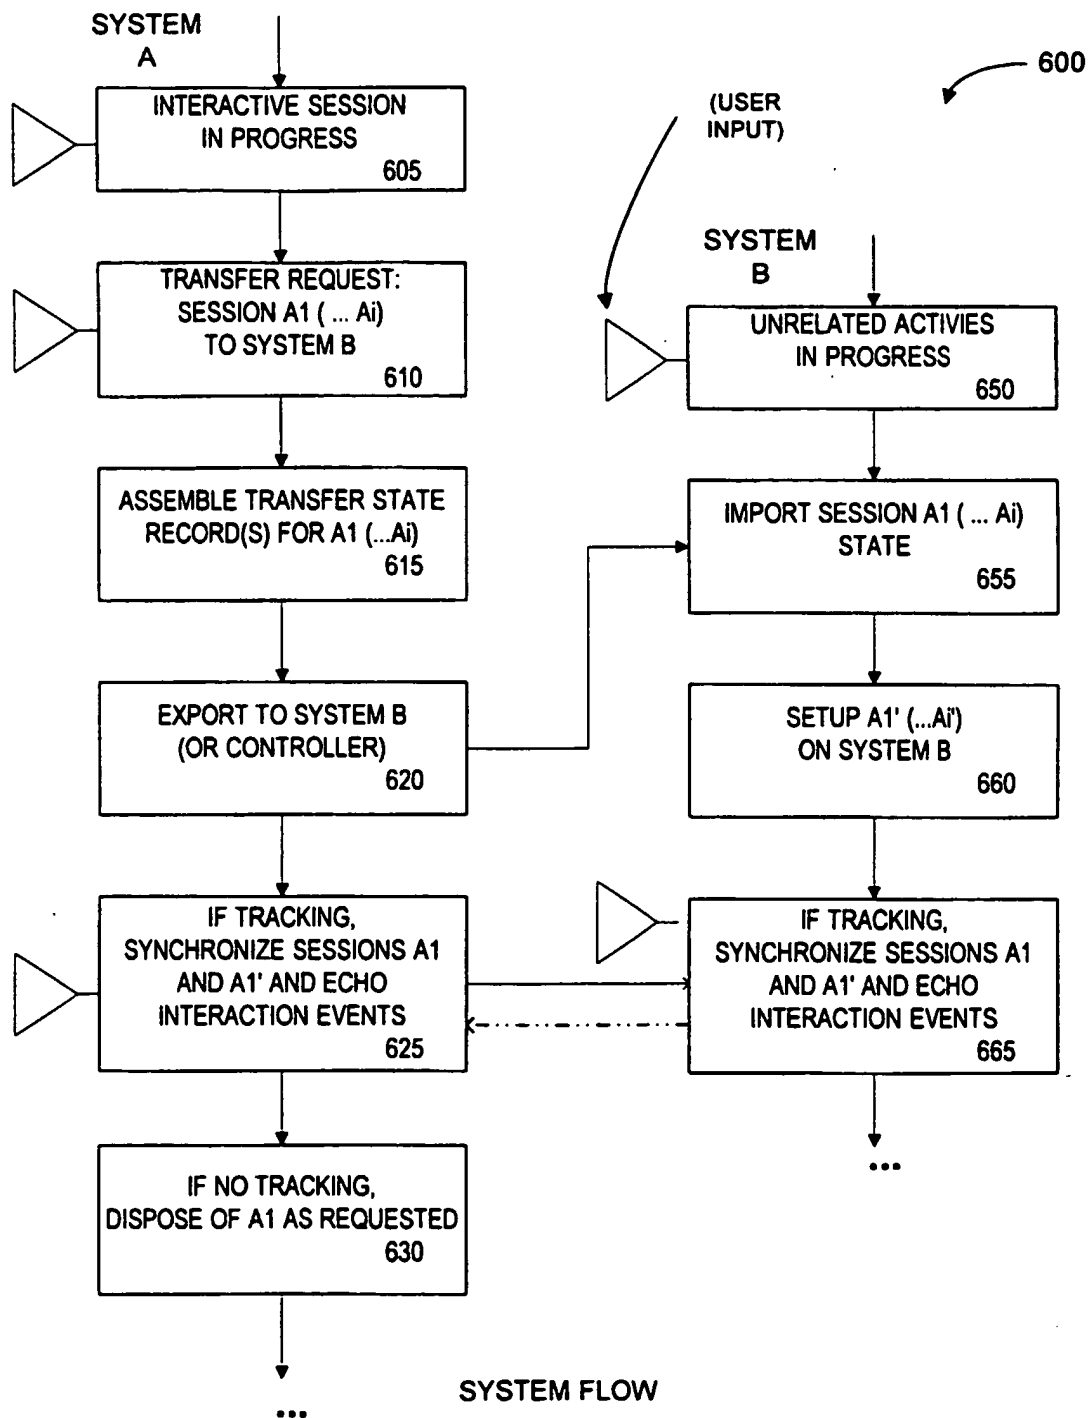 SYSTEM
A
600
(USER
INPUT)
INTERACTIVE SESSION
IN PROGRESS
605
SYSTEM
B
TRANSFER REQUEST:
SESSION A1 ( ... Ai)
TO SYSTEM B
610
UNRELATED ACTIVIES
IN PROGRESS
650
ASSEMBLE TRANSFER STATE
RECORD(S) FOR A1 (...Ai)
615
IMPORT SESSION A1 ( ... Ai)
STATE
655
EXPORT TO SYSTEM B
(OR CONTROLLER)
620
SETUP A1' (...Ai')
ON SYSTEM B
660
IF TRACKING,
SYNCHRONIZE SESSIONS A1
AND A1' AND ECHO
INTERACTION EVENTS
625
IF TRACKING,
SYNCHRONIZE SESSIONS A1
AND A1' AND ECHO
INTERACTION EVENTS
665
...
IF NO TRACKING,
DISPOSE OF A1 AS REQUESTED
630
...
SYSTEM FLOW